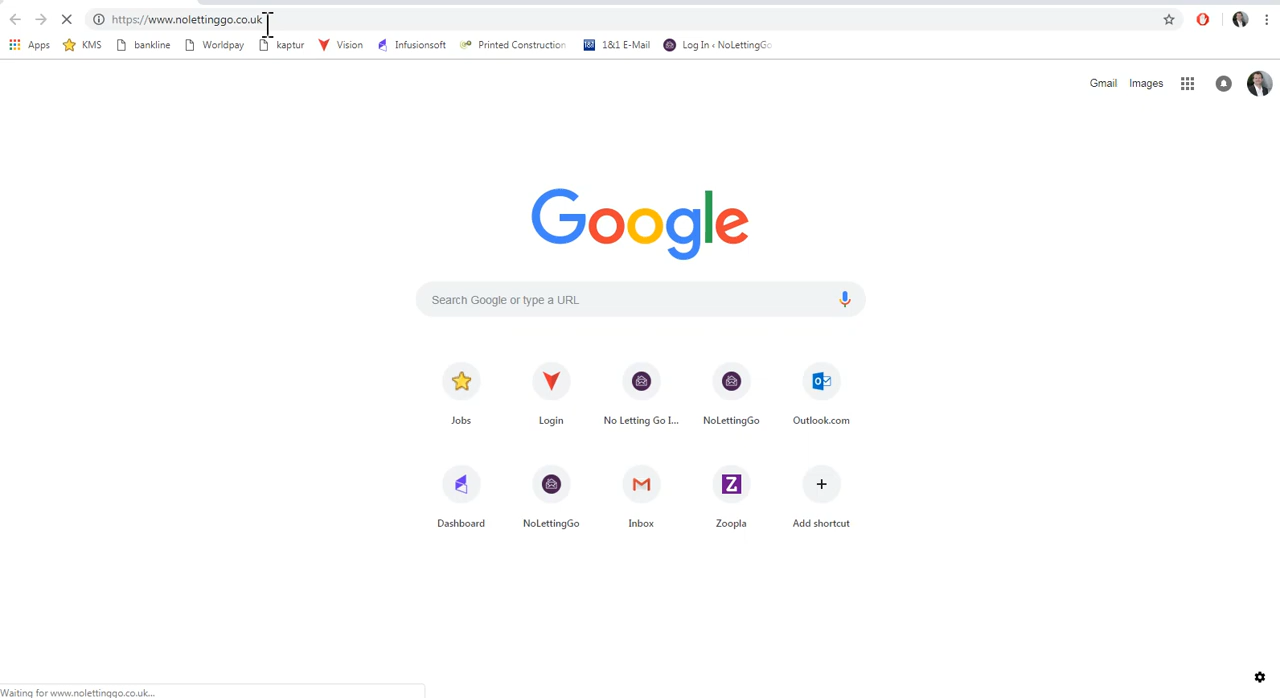 https://www.nolettinggo.co.uk
Apps KMS bankline Worldpay kaptur Vision Infusionsoft Printed Construction 1&1 E-Mail Log In ‹ NoLettingGo
Gmail Images
Google
Search Google or type a URL
Jobs Login No Letting Go I... NoLettingGo Outlook.com
Dashboard NoLettingGo Inbox Zoopla Add shortcut
Waiting for www.nolettinggo.co.uk...